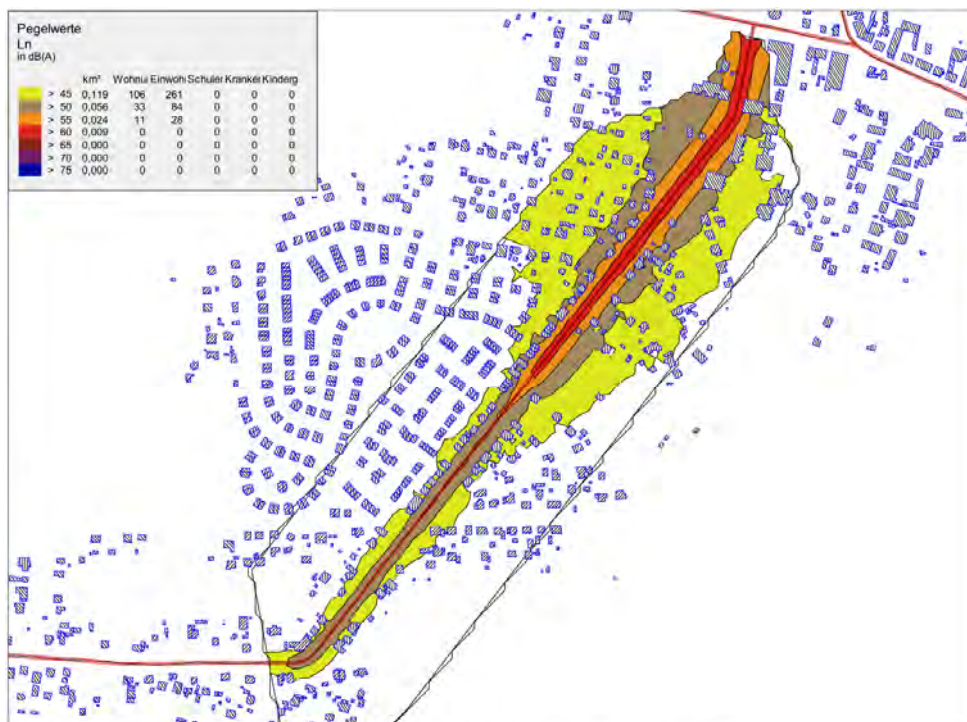 Pegelwerte
Ln
in dB(A)
km² Wohnui Einwohi Schüler Kranker Kinderg
> 45 0,119 106 261 0 0 0
> 50 0,056 33 84 0 0 0
> 55 0,024 11 28 0 0 0
> 60 0,009 0 0 0 0 0
> 65 0,000 0 0 0 0 0
> 70 0,000 0 0 0 0 0
> 75 0,000 0 0 0 0 0